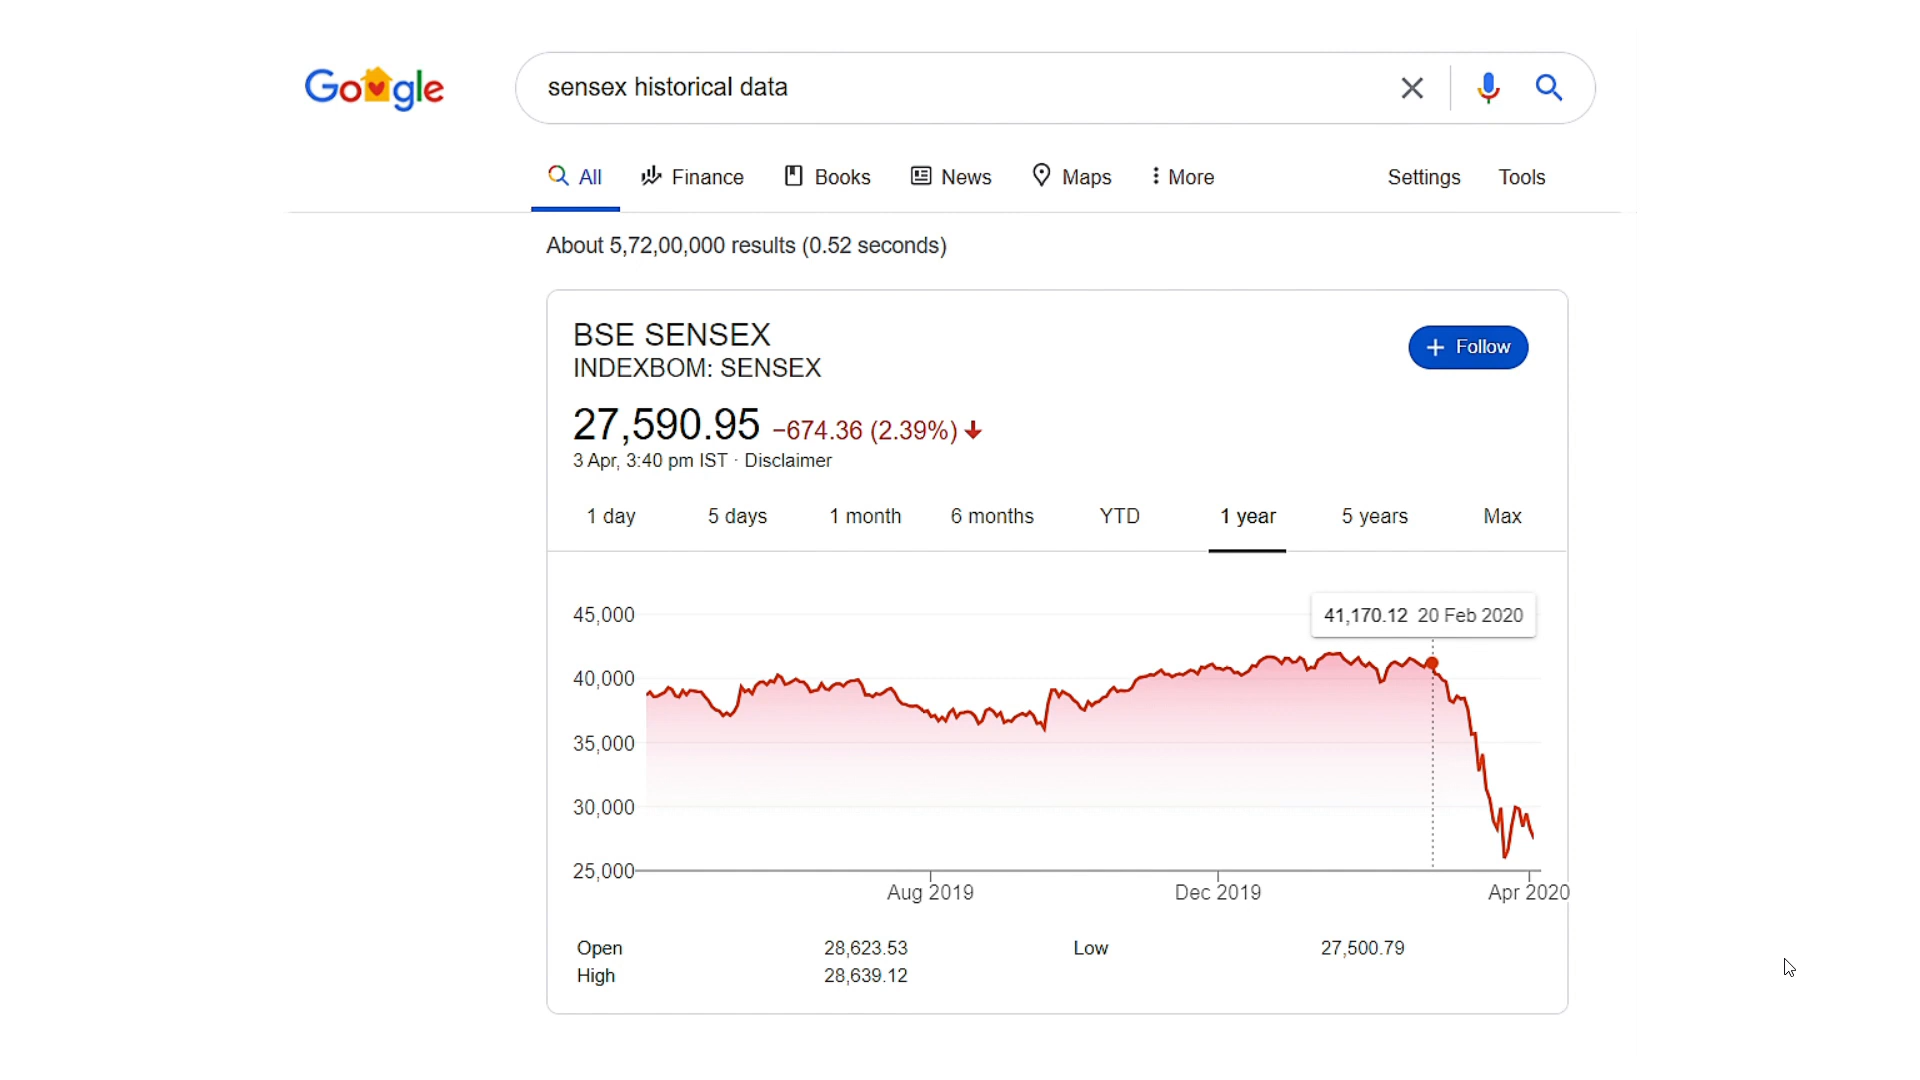 Google
sensex historical data
All Finance Books News Maps More Settings Tools
About 5,72,00,000 results (0.52 seconds)
BSE SENSEX
INDEXBOM: SENSEX
+ Follow
27,590.95 −674.36 (2.39%)
3 Apr, 3:40 pm IST · Disclaimer
1 day 5 days 1 month 6 months YTD 1 year 5 years Max
41,170.12 20 Feb 2020
45,000
40,000
35,000
30,000
25,000
Aug 2019 Dec 2019 Apr 2020
Open 28,623.53 Low 27,500.79
High 28,639.12